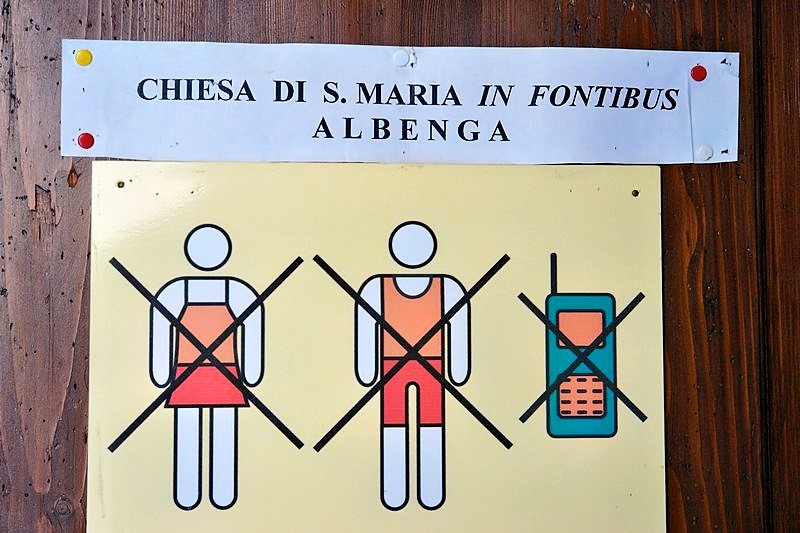 CHIESA DI S. MARIA IN FONTIBUS
ALBENGA